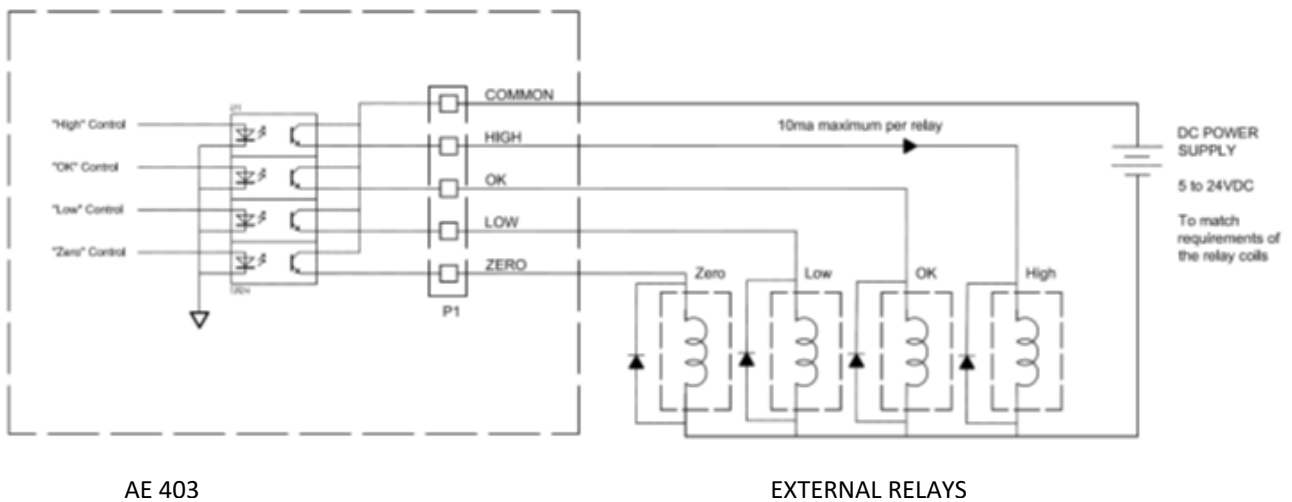 COMMON
"High" Control
HIGH
10ma maximum per relay
DC POWER
SUPPLY
5 to 24VDC
To match
requirements of
the relay coils
"OK" Control
OK
"Low" Control
LOW
"Zero" Control
ZERO
P1
Zero
Low
OK
High
AE 403
EXTERNAL RELAYS